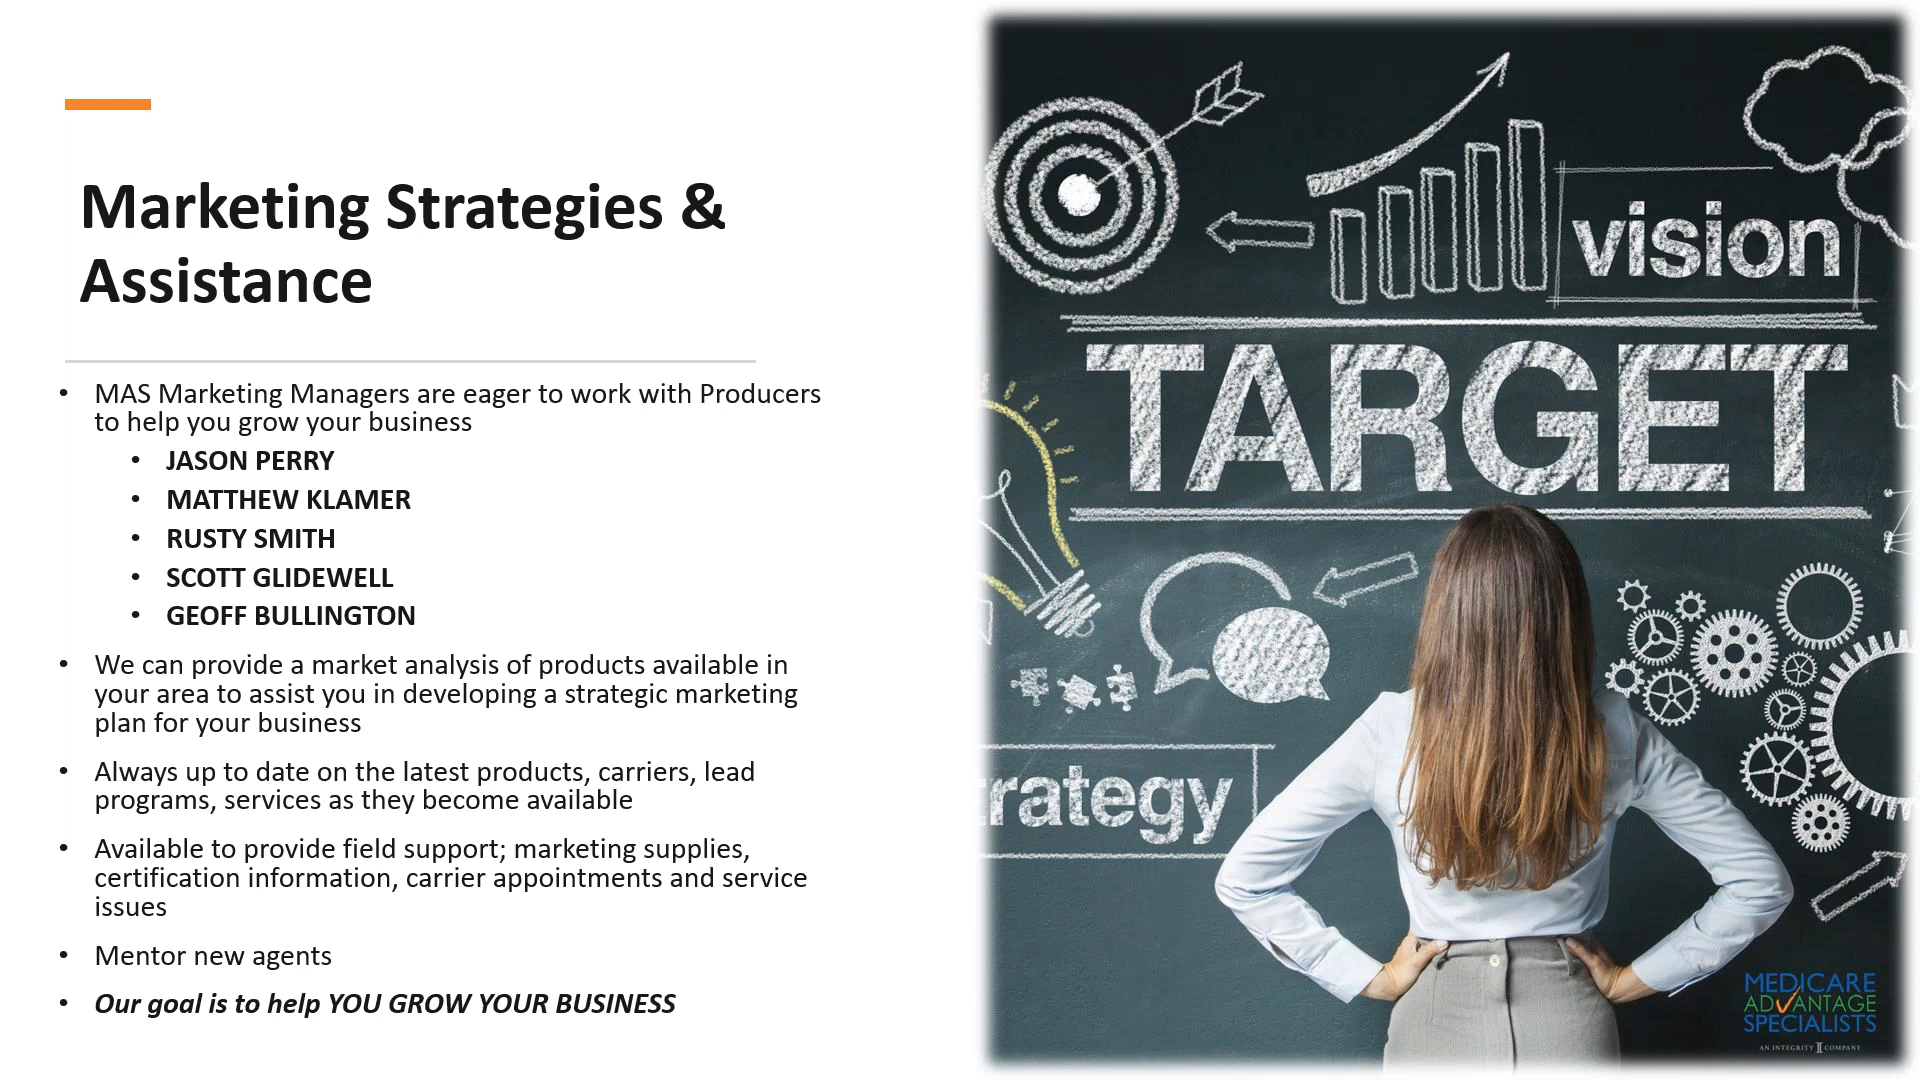 Marketing Strategies &
Assistance
• MAS Marketing Managers are eager to work with Producers
to help you grow your business
• JASON PERRY
• MATTHEW KLAMER
• RUSTY SMITH
• SCOTT GLIDEWELL
• GEOFF BULLINGTON
• We can provide a market analysis of products available in
your area to assist you in developing a strategic marketing
plan for your business
• Always up to date on the latest products, carriers, lead
programs, services as they become available
• Available to provide field support; marketing supplies,
certification information, carrier appointments and service
issues
• Mentor new agents
• Our goal is to help YOU GROW YOUR BUSINESS
vision
TARGET
trategy
MEDICARE
ADVANTAGE
SPECIALISTS
AN INTEGRITY COMPANY